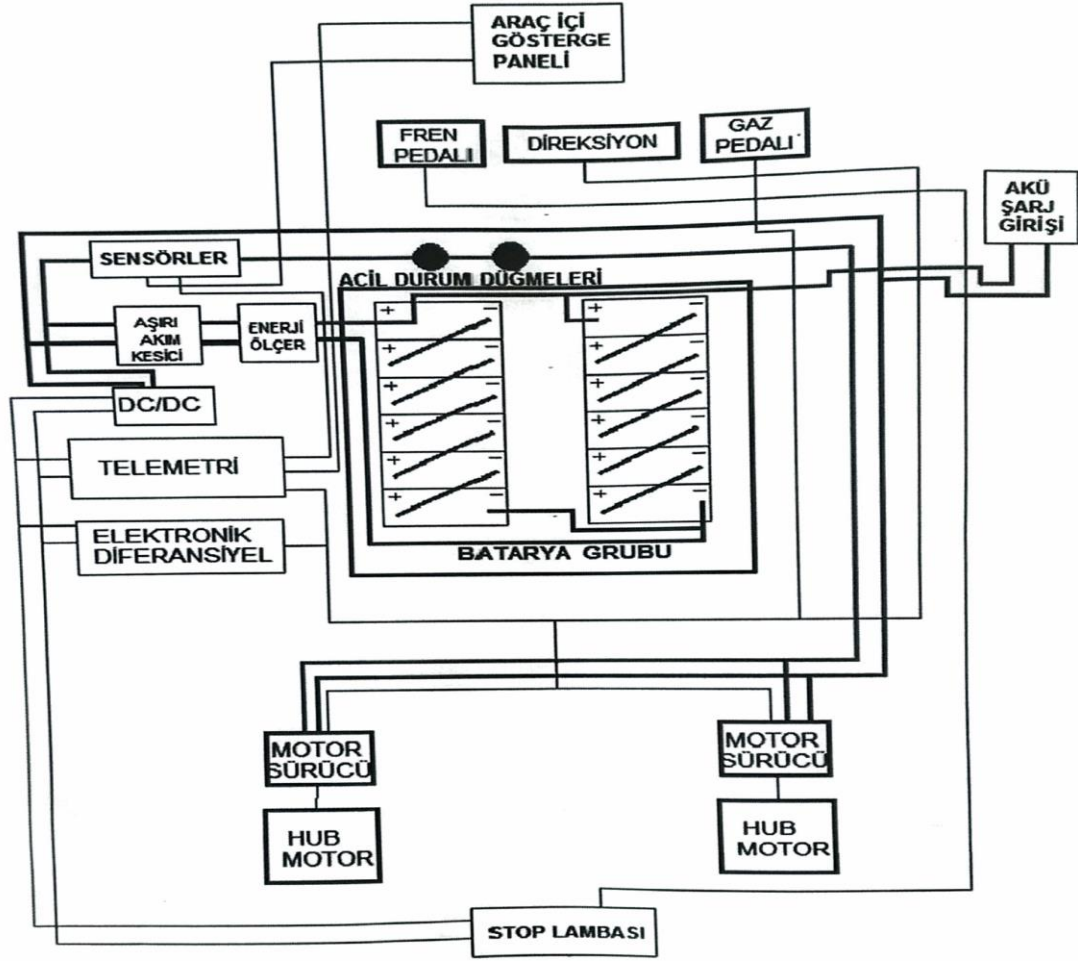 ARAÇ İÇİ
GÖSTERGE
PANELİ
FREN
PEDALI
DİREKSİYON
GAZ
PEDALI
AKÜ
ŞARJ
GİRİŞİ
SENSÖRLER
ACİL DURUM DÜĞMELERİ
AŞIRI
AKIM
KESİCİ
ENERJİ
ÖLÇER
DC/DC
TELEMETRİ
ELEKTRONİK
DİFERANSİYEL
+ −
+ −
+ −
+ −
+ −
+ −
+ −
+ −
+ −
+ −
+ −
+ −
BATARYA GRUBU
MOTOR
SÜRÜCÜ
HUB
MOTOR
MOTOR
SÜRÜCÜ
HUB
MOTOR
STOP LAMBASI